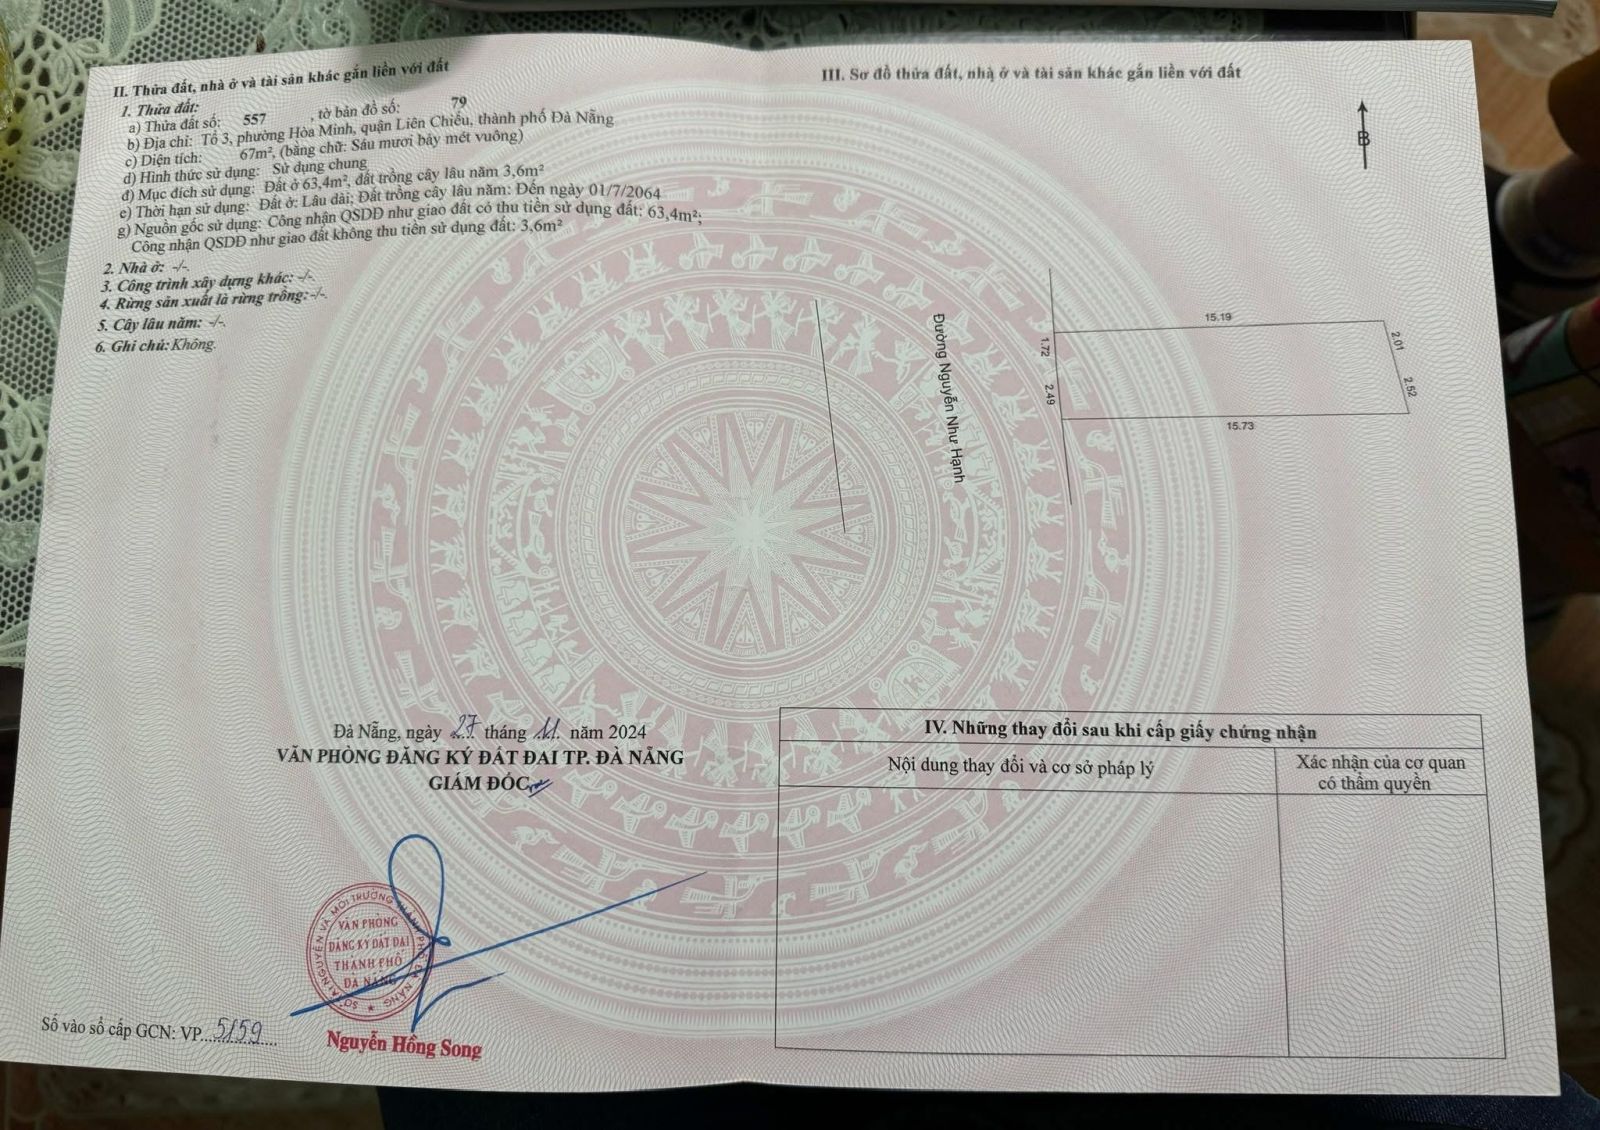 II. Thửa đất, nhà ở và tài sản khác gắn liền với đất
1. Thửa đất:
a) Thửa đất số: 557 , tờ bản đồ số: 79
b) Địa chỉ: Tổ 3, phường Hòa Minh, quận Liên Chiểu, thành phố Đà Nẵng
c) Diện tích: 67m², (bằng chữ: Sáu mươi bảy mét vuông)
d) Hình thức sử dụng: Sử dụng chung
đ) Mục đích sử dụng: Đất ở 63,4m², đất trồng cây lâu năm 3,6m²
e) Thời hạn sử dụng: Đất ở: Lâu dài; Đất trồng cây lâu năm: Đến ngày 01/7/2064
g) Nguồn gốc sử dụng: Công nhận QSDĐ như giao đất có thu tiền sử dụng đất: 63,4m²;
Công nhận QSDĐ như giao đất không thu tiền sử dụng đất: 3,6m²
2. Nhà ở: -/-.
3. Công trình xây dựng khác: -/-.
4. Rừng sản xuất là rừng trồng:-/-.
5. Cây lâu năm: -/-.
6. Ghi chú: Không.
Đà Nẵng, ngày 27 tháng 11 năm 2024
VĂN PHÒNG ĐĂNG KÝ ĐẤT ĐAI TP. ĐÀ NẴNG
GIÁM ĐỐC
SỞ TÀI NGUYÊN VÀ MÔI TRƯỜNG THÀNH PHỐ ĐÀ NẴNG
VĂN PHÒNG
ĐĂNG KÝ ĐẤT ĐAI
THÀNH PHỐ
ĐÀ NẴNG
Nguyễn Hồng Song
Số vào sổ cấp GCN: VP...5159...
III. Sơ đồ thửa đất, nhà ở và tài sản khác gắn liền với đất
B
Đường Nguyễn Như Hạnh
1.72
2.49
15.19
2.01
2.52
15.73
IV. Những thay đổi sau khi cấp giấy chứng nhận
Nội dung thay đổi và cơ sở pháp lý
Xác nhận của cơ quan
có thẩm quyền